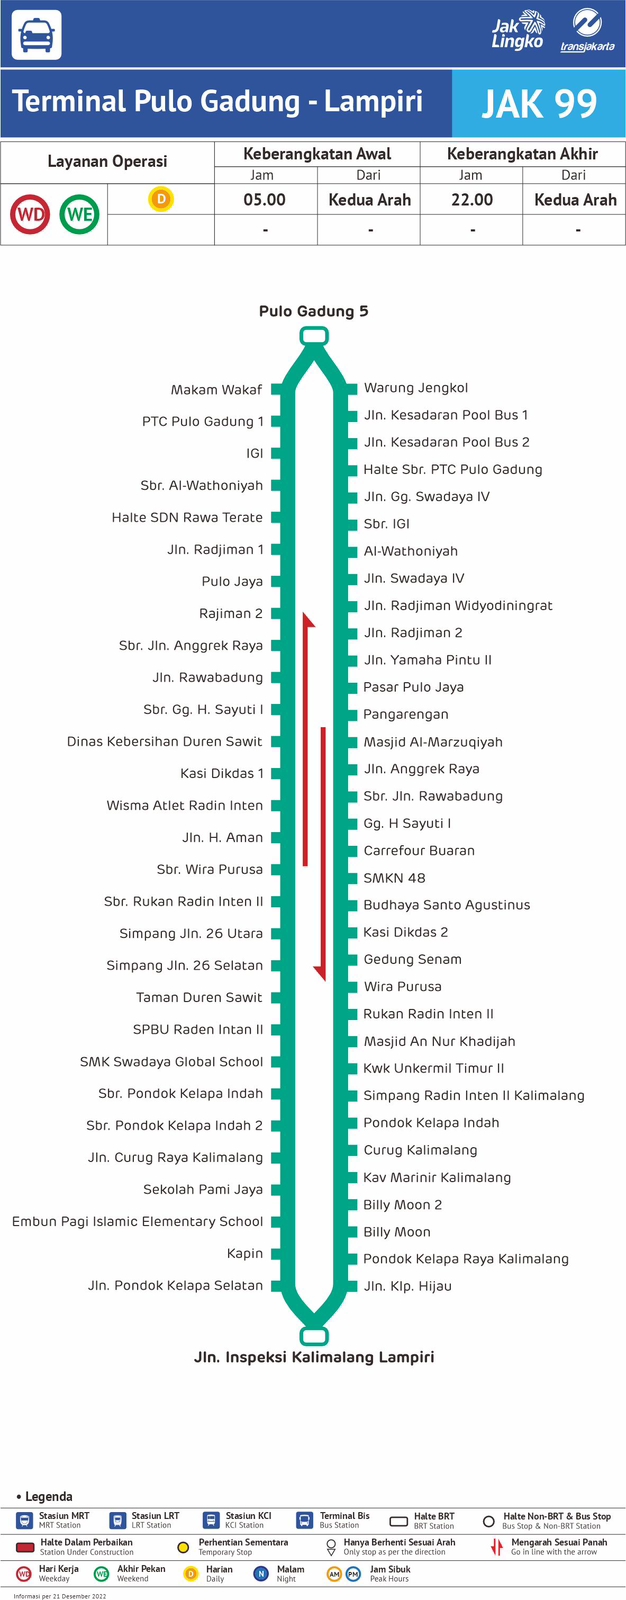 Jak
Lingko
transjakarta
Terminal Pulo Gadung - Lampiri
JAK 99
Layanan Operasi
Keberangkatan Awal
Keberangkatan Akhir
Jam
Dari
Jam
Dari
WD
WE
D
05.00
Kedua Arah
22.00
Kedua Arah
-
-
-
-
Pulo Gadung 5
Makam Wakaf
PTC Pulo Gadung 1
IGI
Sbr. Al-Wathoniyah
Halte SDN Rawa Terate
Jln. Radjiman 1
Pulo Jaya
Rajiman 2
Sbr. Jln. Anggrek Raya
Jln. Rawabadung
Sbr. Gg. H. Sayuti I
Dinas Kebersihan Duren Sawit
Kasi Dikdas 1
Wisma Atlet Radin Inten
Jln. H. Aman
Sbr. Wira Purusa
Sbr. Rukan Radin Inten II
Simpang Jln. 26 Utara
Simpang Jln. 26 Selatan
Taman Duren Sawit
SPBU Raden Intan II
SMK Swadaya Global School
Sbr. Pondok Kelapa Indah
Sbr. Pondok Kelapa Indah 2
Jln. Curug Raya Kalimalang
Sekolah Pami Jaya
Embun Pagi Islamic Elementary School
Kapin
Jln. Pondok Kelapa Selatan
Warung Jengkol
Jln. Kesadaran Pool Bus 1
Jln. Kesadaran Pool Bus 2
Halte Sbr. PTC Pulo Gadung
Jln. Gg. Swadaya IV
Sbr. IGI
Al-Wathoniyah
Jln. Swadaya IV
Jln. Radjiman Widyodiningrat
Jln. Radjiman 2
Jln. Yamaha Pintu II
Pasar Pulo Jaya
Pangarengan
Masjid Al-Marzuqiyah
Jln. Anggrek Raya
Sbr. Jln. Rawabadung
Gg. H Sayuti I
Carrefour Buaran
SMKN 48
Budhaya Santo Agustinus
Kasi Dikdas 2
Gedung Senam
Wira Purusa
Rukan Radin Inten II
Masjid An Nur Khadijah
Kwk Unkermil Timur II
Simpang Radin Inten II Kalimalang
Pondok Kelapa Indah
Curug Kalimalang
Kav Marinir Kalimalang
Billy Moon 2
Billy Moon
Pondok Kelapa Raya Kalimalang
Jln. Klp. Hijau
Jln. Inspeksi Kalimalang Lampiri
• Legenda
Stasiun MRT
MRT Station
Stasiun LRT
LRT Station
Stasiun KCI
KCI Station
Terminal Bis
Bus Station
Halte BRT
BRT Station
Halte Non-BRT & Bus Stop
Bus Stop & Non-BRT Station
Halte Dalam Perbaikan
Station Under Construction
Perhentian Sementara
Temporary Stop
Hanya Berhenti Sesuai Arah
Only stop as per the direction
Mengarah Sesuai Panah
Go in line with the arrow
WD
Hari Kerja
Weekday
WE
Akhir Pekan
Weekend
D
Harian
Daily
N
Malam
Night
AM
PM
Jam Sibuk
Peak Hours
Informasi per 21 Desember 2022